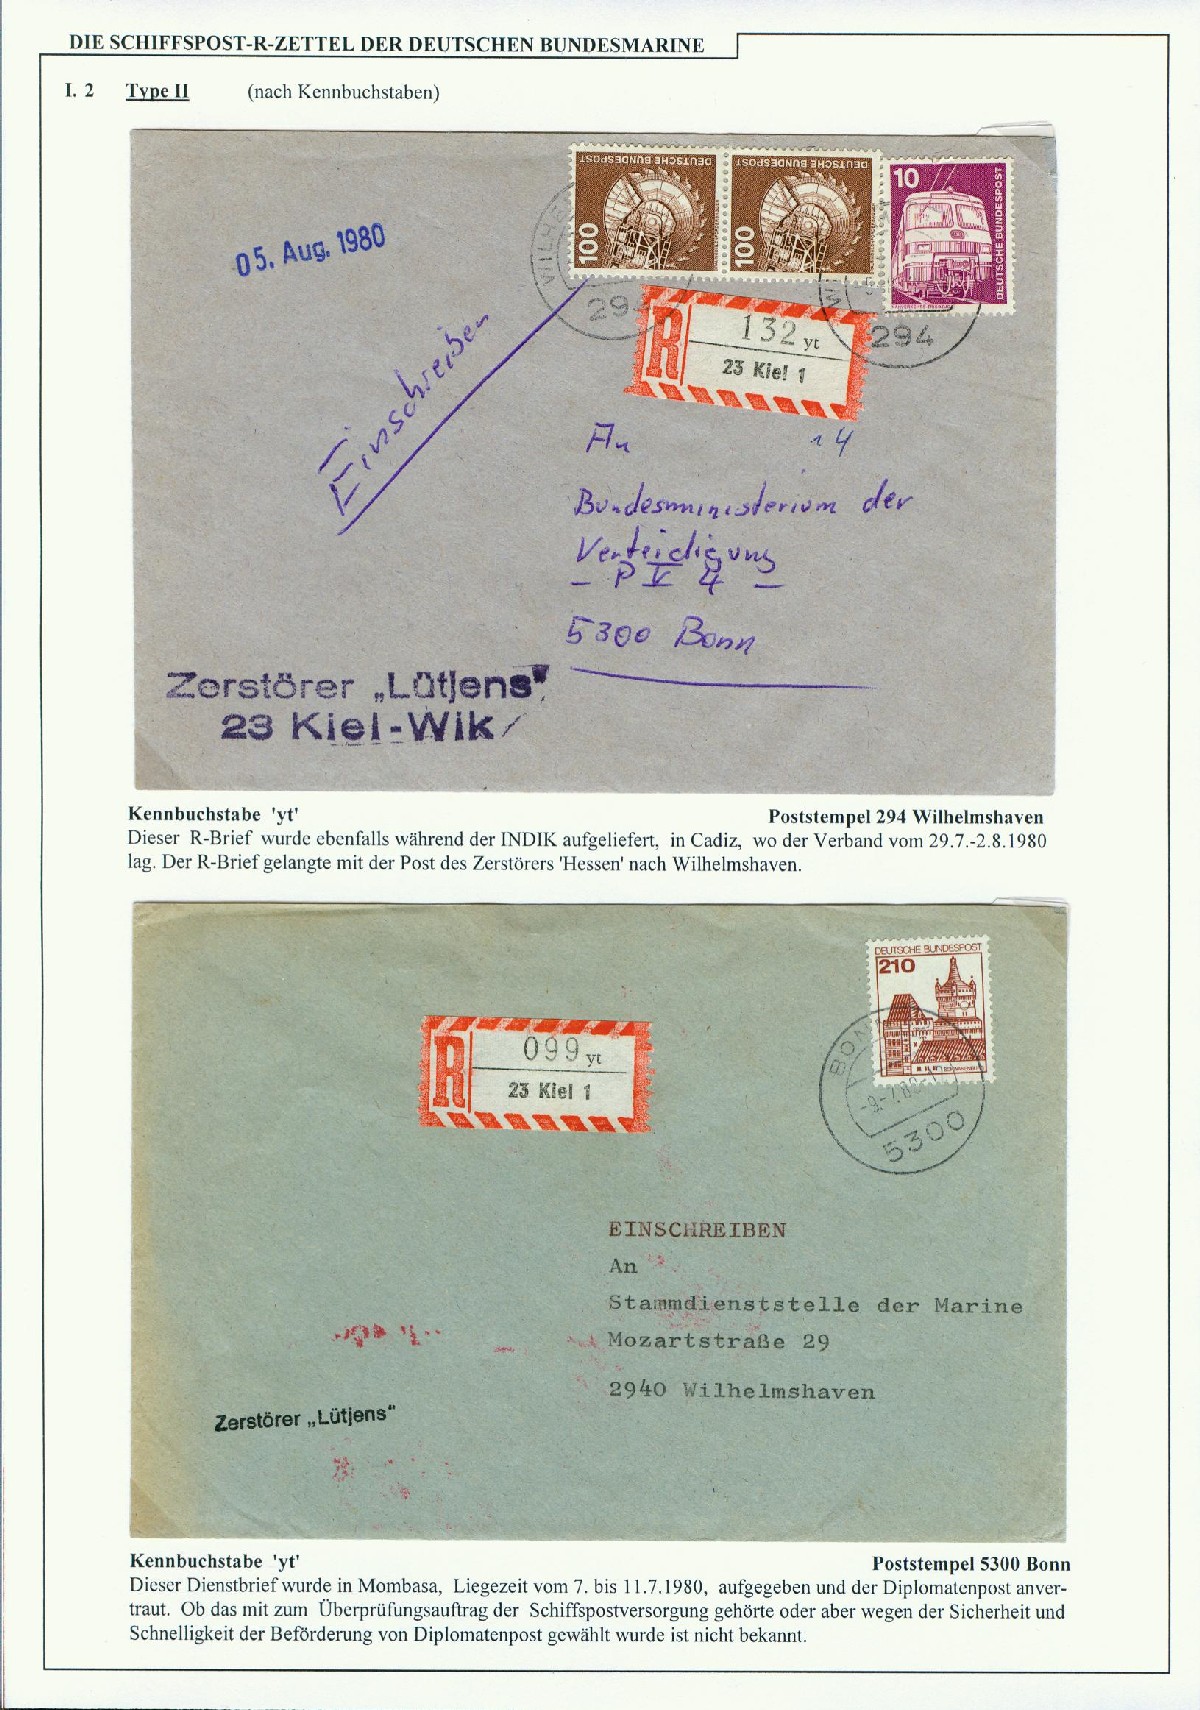 DIE SCHIFFSPOST-R-ZETTEL DER DEUTSCHEN BUNDESMARINE
I. 2 Type II (nach Kennbuchstaben)
05. Aug. 1980
DEUTSCHE BUNDESPOST
100
DEUTSCHE BUNDESPOST
100
10
DEUTSCHE BUNDESPOST
294
294
R
132 yt
23 Kiel 1
Einschreiben
An
Bundesministerium der
Verteidigung
- P V 4 -
5300 Bonn
Zerstörer „Lütjens"
23 Kiel-Wik
Kennbuchstabe 'yt' Poststempel 294 Wilhelmshaven
Dieser R-Brief wurde ebenfalls während der INDIK aufgeliefert, in Cadiz, wo der Verband vom 29.7.-2.8.1980
lag. Der R-Brief gelangte mit der Post des Zerstörers 'Hessen' nach Wilhelmshaven.
DEUTSCHE BUNDESPOST
210
5300
R
099 yt
23 Kiel 1
EINSCHREIBEN
An
Stammdienststelle der Marine
Mozartstraße 29
2940 Wilhelmshaven
Zerstörer „Lütjens"
Kennbuchstabe 'yt' Poststempel 5300 Bonn
Dieser Dienstbrief wurde in Mombasa, Liegezeit vom 7. bis 11.7.1980, aufgegeben und der Diplomatenpost anver-
traut. Ob das mit zum Überprüfungsauftrag der Schiffspostversorgung gehörte oder aber wegen der Sicherheit und
Schnelligkeit der Beförderung von Diplomatenpost gewählt wurde ist nicht bekannt.